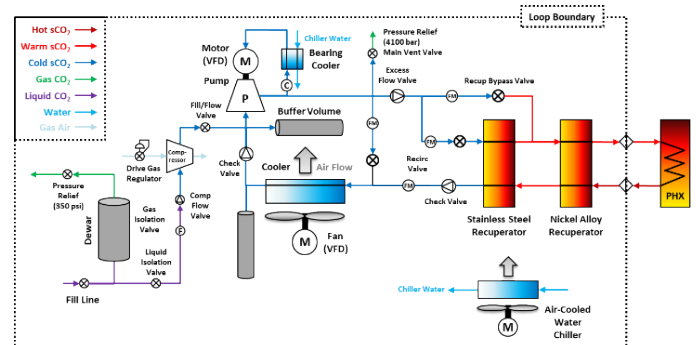 Loop Boundary
Hot sCO₂
Warm sCO₂
Cold sCO₂
Gas CO₂
Liquid CO₂
Water
Gas Air
Motor
(VFD)
M
Pump
P
Chiller Water
Bearing
Cooler
C
Pressure Relief
(4100 bar)
Main Vent Valve
Excess
Flow Valve
FM
Recup Bypass Valve
Fill/Flow
Valve
Buffer Volume
FM
FM
Recirc
Valve
Compressor
Drive Gas
Regulator
Check
Valve
Cooler
Air Flow
FM
Check Valve
PHX
Pressure
Relief
(350 psi)
Dewar
Gas
Isolation
Valve
Comp
Flow
Valve
F
Liquid
Isolation
Valve
Fill Line
M
Fan
(VFD)
Stainless Steel
Recuperator
Nickel Alloy
Recuperator
Chiller Water
M
Air-Cooled
Water
Chiller